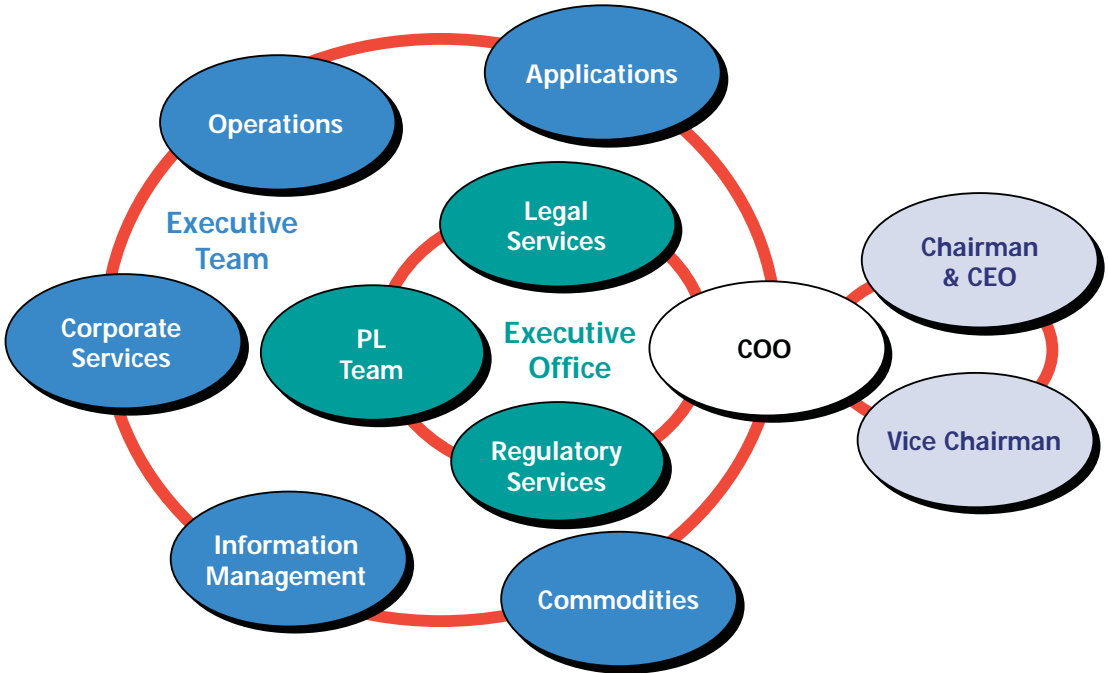 Applications
Operations
Legal
Services
Executive
Team
Chairman
& CEO
Corporate
Services
PL
Team
Executive
Office
COO
Vice Chairman
Regulatory
Services
Information
Management
Commodities